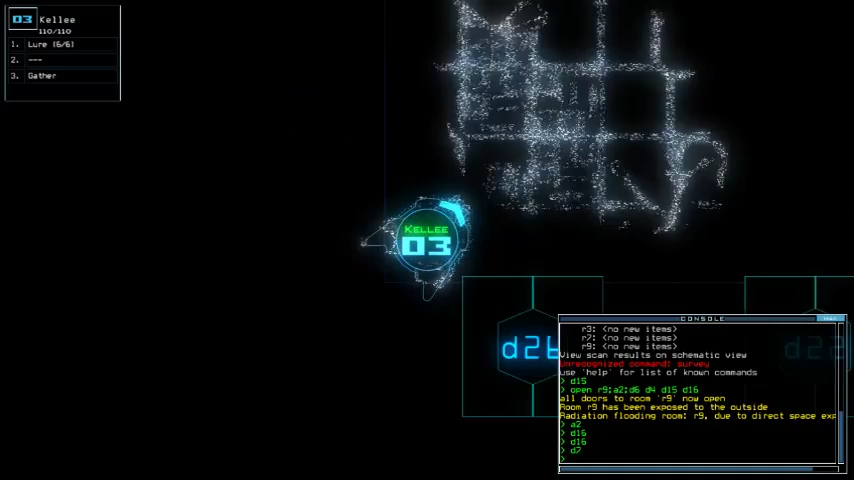 03 Kellee
110/110
1. Lure (6/6)
2. ---
3. Gather
KELLEE
03
d26
d22
CONSOLE
r3: <no new items>
r7: <no new items>
r9: <no new items>
View scan results on schematic view
Unrecognized command: survey
Use 'help' for list of known commands
> d15
> open r9;a2;d6 d4 d15 d16
all doors to room 'r9' now open
Room r9 has been exposed to the outside
Radiation flooding room: r9, due to direct space exp
> a2
> d16
> d16
> d7
>